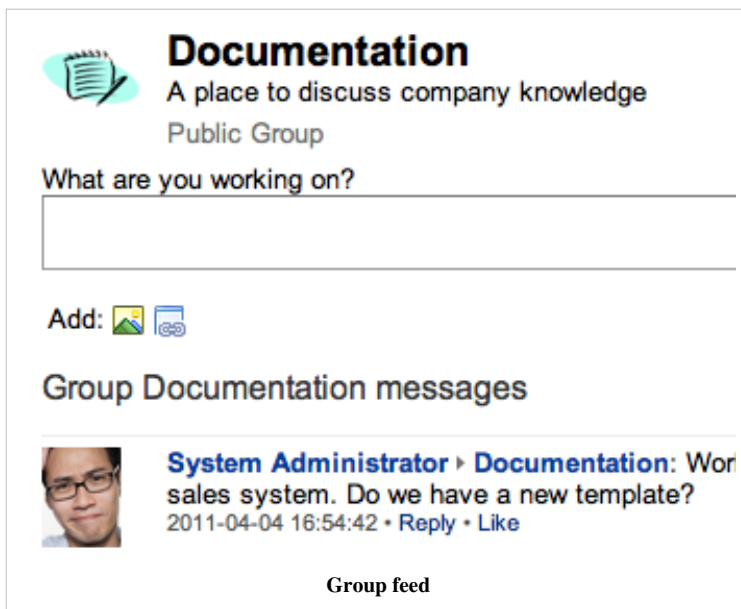 Documentation
A place to discuss company knowledge
Public Group
What are you working on?
Add:
Group Documentation messages
System Administrator ▸ Documentation: Wor
sales system. Do we have a new template?
2011-04-04 16:54:42 • Reply • Like
Group feed